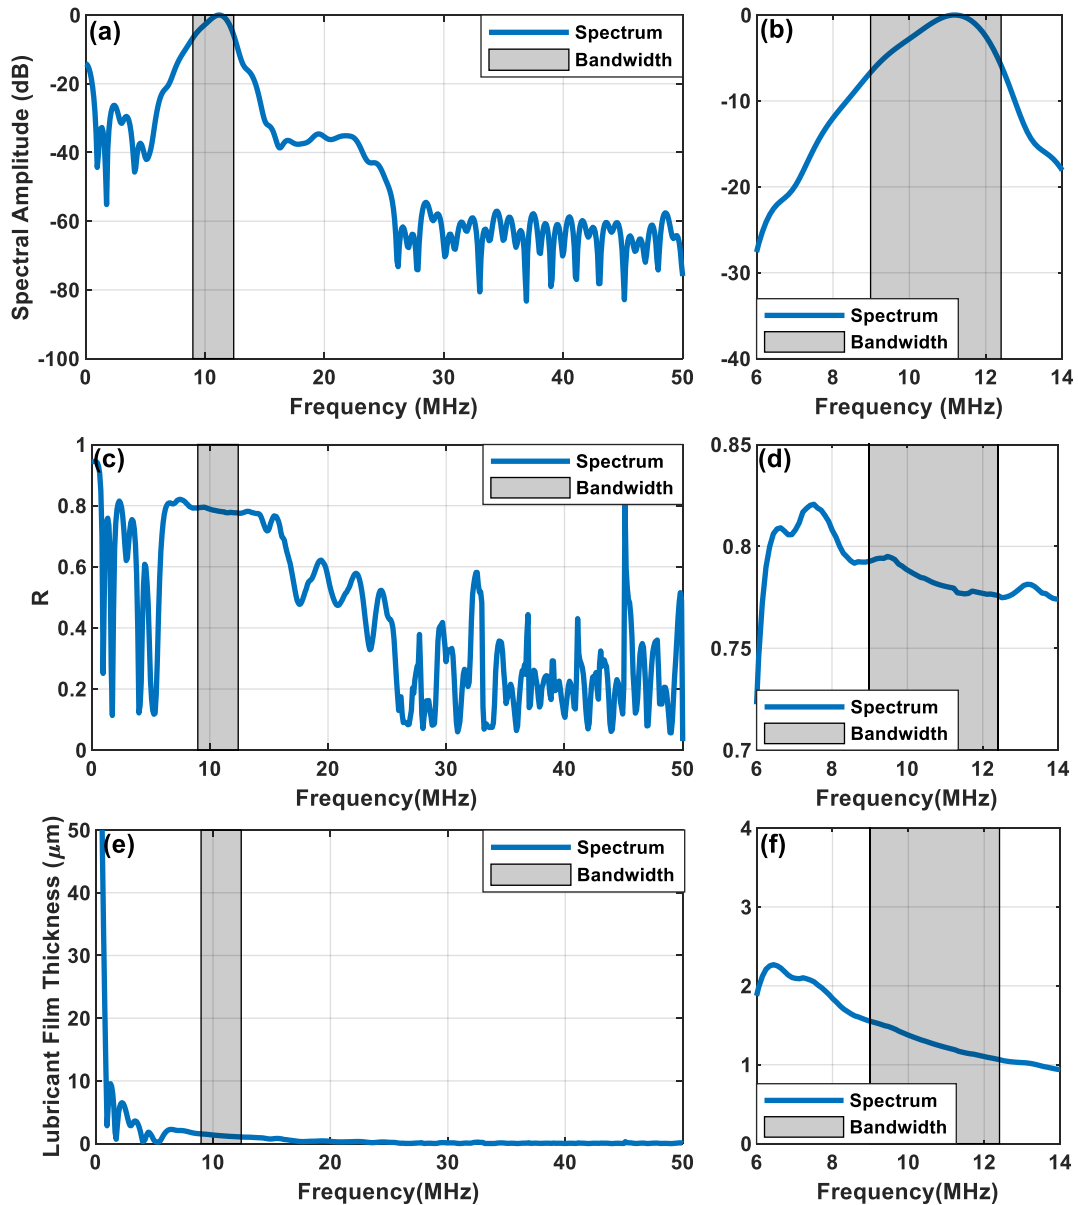 (a)
Spectrum
Bandwidth
0
-20
-40
-60
-80
-100
Spectral Amplitude (dB)
0 10 20 30 40 50
Frequency (MHz)
(b)
0
-10
-20
-30
-40
Spectrum
Bandwidth
6 8 10 12 14
Frequency (MHz)
(c)
Spectrum
Bandwidth
1
0.8
0.6
0.4
0.2
0
R
0 10 20 30 40 50
Frequency(MHz)
(d)
0.85
0.8
0.75
0.7
Spectrum
Bandwidth
6 8 10 12 14
Frequency(MHz)
(e)
Spectrum
Bandwidth
50
40
30
20
10
0
Lubricant Film Thickness (μm)
0 10 20 30 40 50
Frequency(MHz)
(f)
4
3
2
1
0
Spectrum
Bandwidth
6 8 10 12 14
Frequency(MHz)